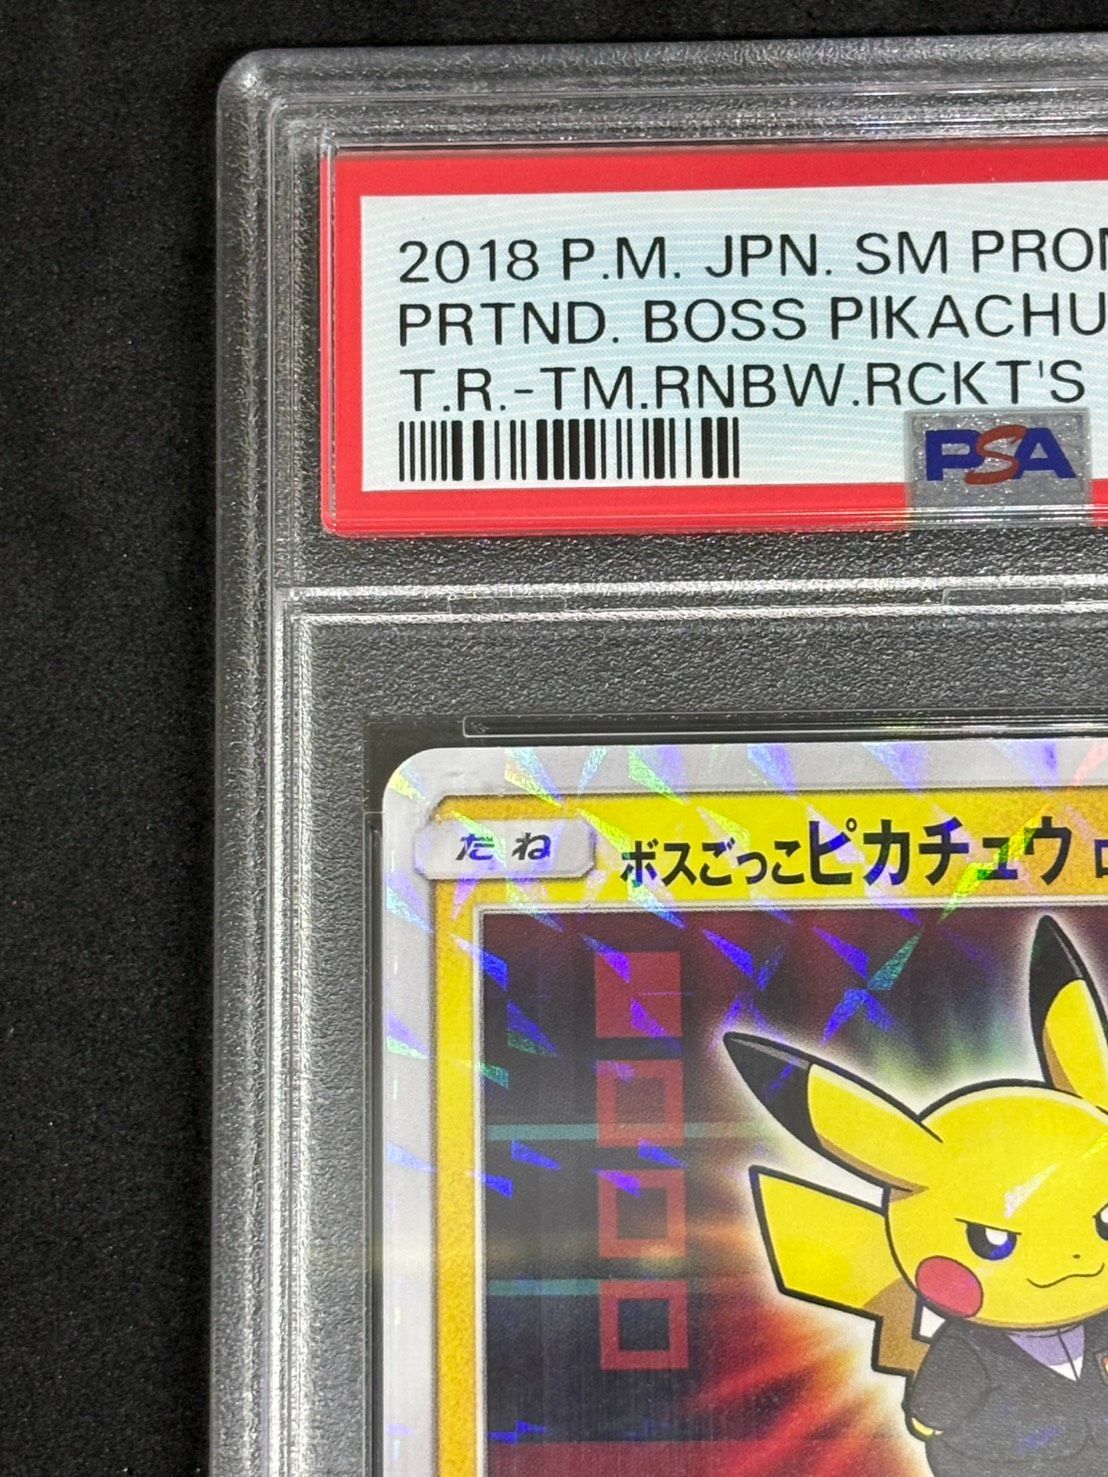 2018 P.M. JPN. SM PROM
PRTND. BOSS PIKACHU
T.R.-TM.RNBW.RCKT'S
PSA
たね
ボスごっこピカチュウ